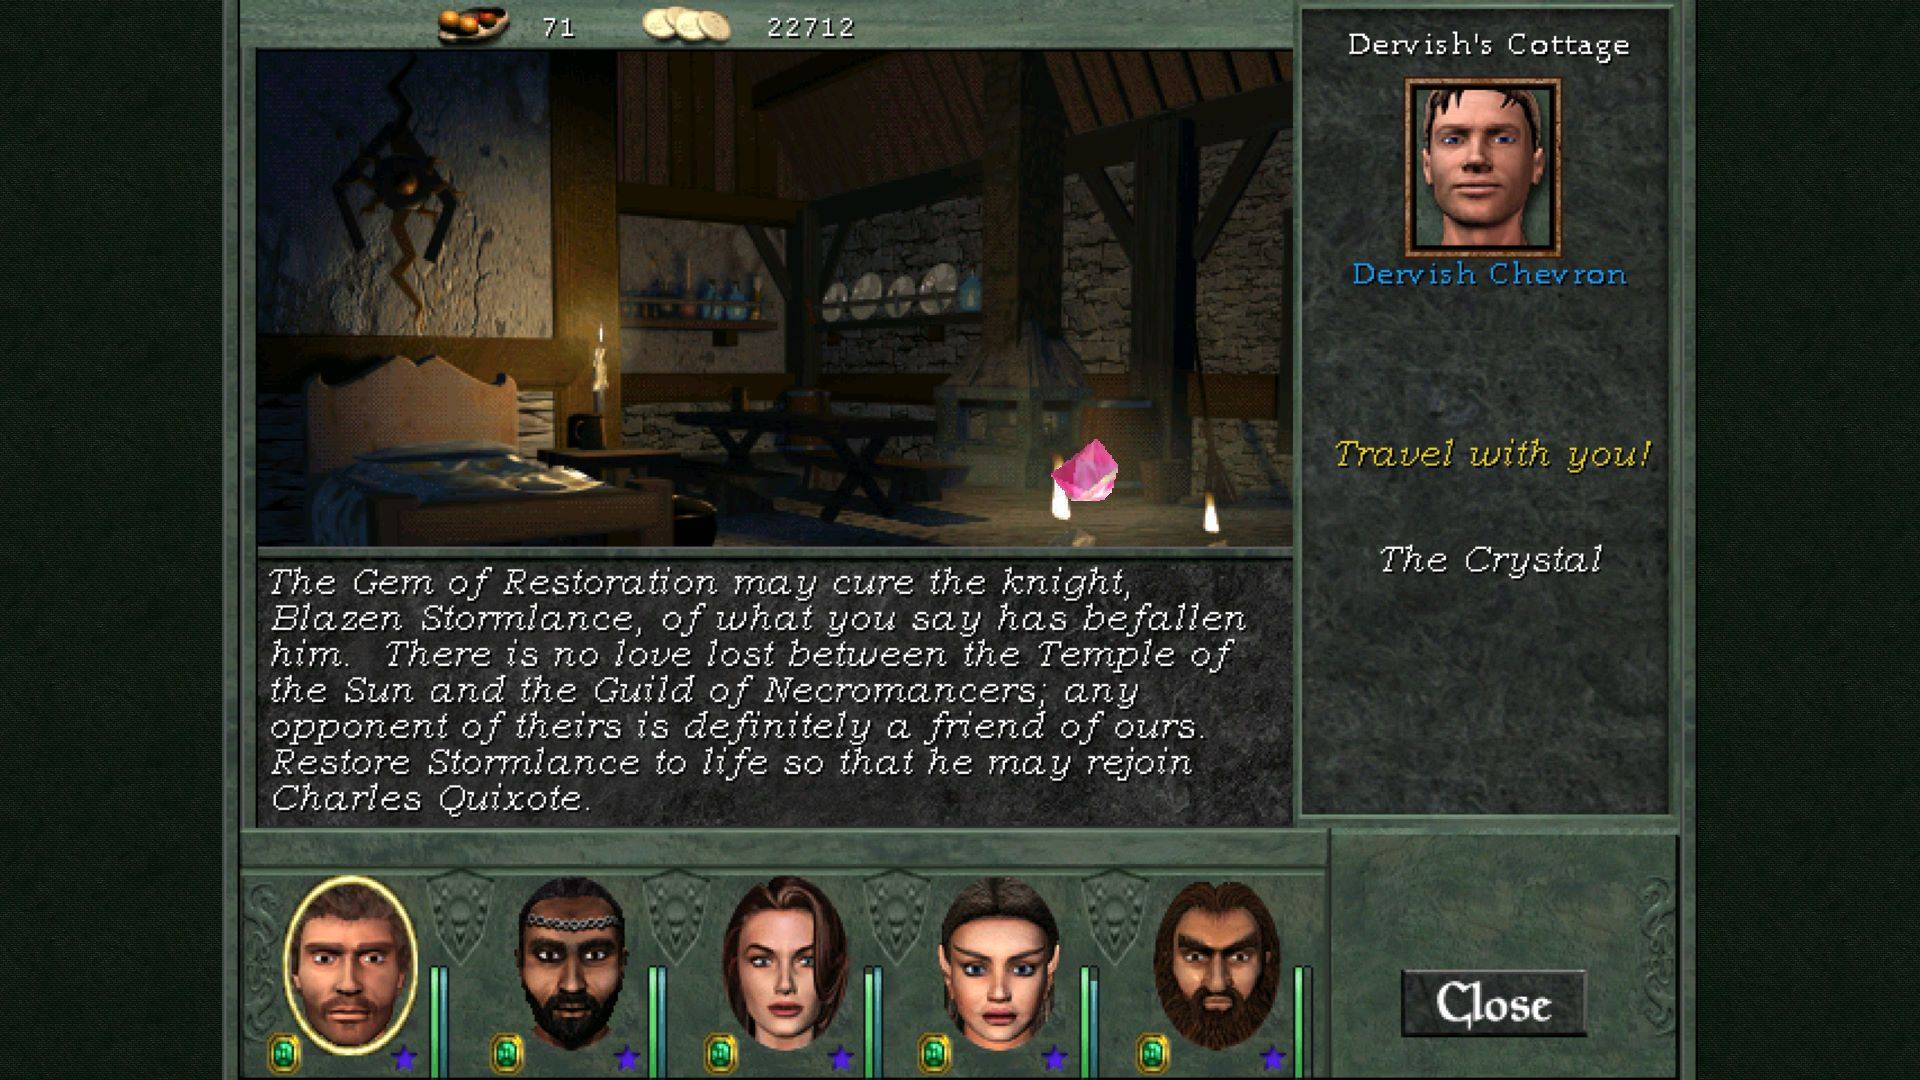 71 22712
Dervish's Cottage
Dervish Chevron
Travel with you!
The Crystal
The Gem of Restoration may cure the knight,
Blazen Stormlance, of what you say has befallen
him.  There is no love lost between the Temple of
the Sun and the Guild of Necromancers; any
opponent of theirs is definitely a friend of ours.
Restore Stormlance to life so that he may rejoin
Charles Quixote.
Close